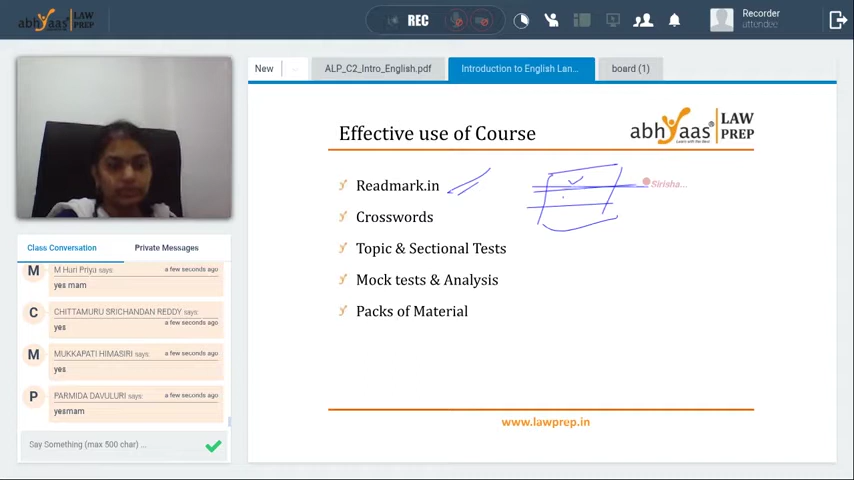 abhyaas LAW PREP
REC
Recorder
attendee
New
ALP_C2_Intro_English.pdf
Introduction to English Lan...
board (1)
Effective use of Course
abhyaas® LAW PREP
Readmark.in
Sirisha...
Crosswords
Topic & Sectional Tests
Mock tests & Analysis
Packs of Material
www.lawprep.in
Class Conversation
Private Messages
M
M Huri Priya says:
a few seconds ago
yes mam
C
CHITTAMURU SRICHANDAN REDDY says:
a few seconds ago
yes
M
MUKKAPATI HIMASIRI says:
a few seconds ago
yes
P
PARMIDA DAVULURI says:
a few seconds ago
yesmam
Say Something (max 500 char) ...